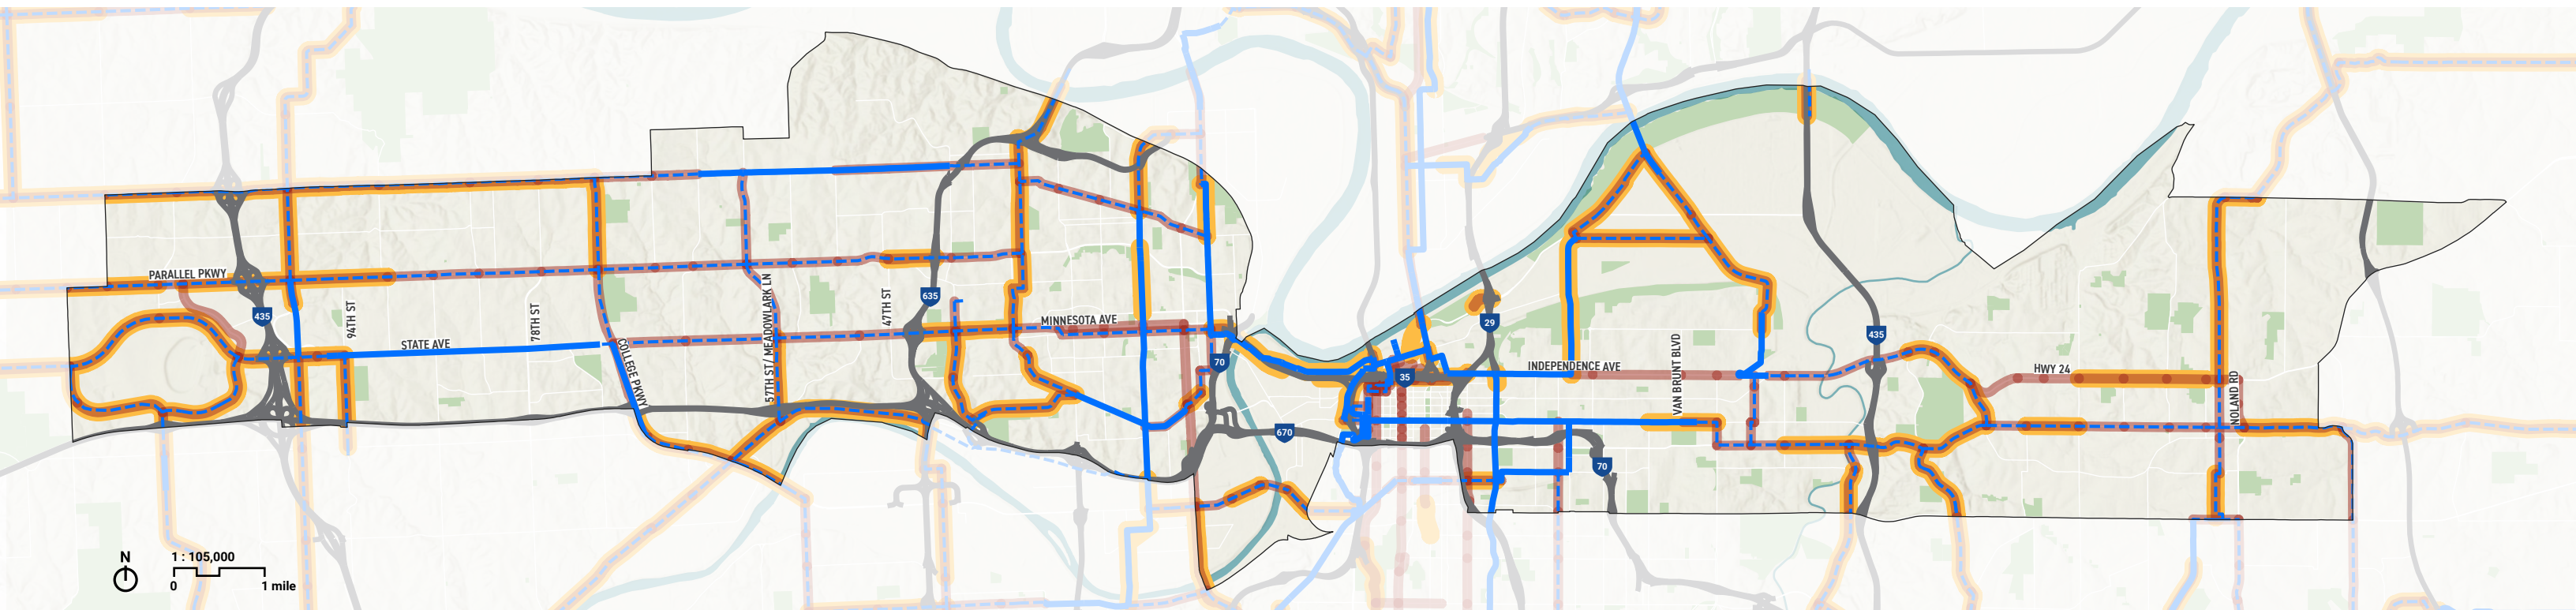 PARALLEL PKWY
435
94TH ST
78TH ST
STATE AVE
COLLEGE PKWY
57TH ST / MEADOWLARK LN
47TH ST
635
MINNESOTA AVE
70
670
35
29
INDEPENDENCE AVE
70
VAN BRUNT BLVD
435
HWY 24
NOLAND RD
N
1 : 105,000
0
1 mile